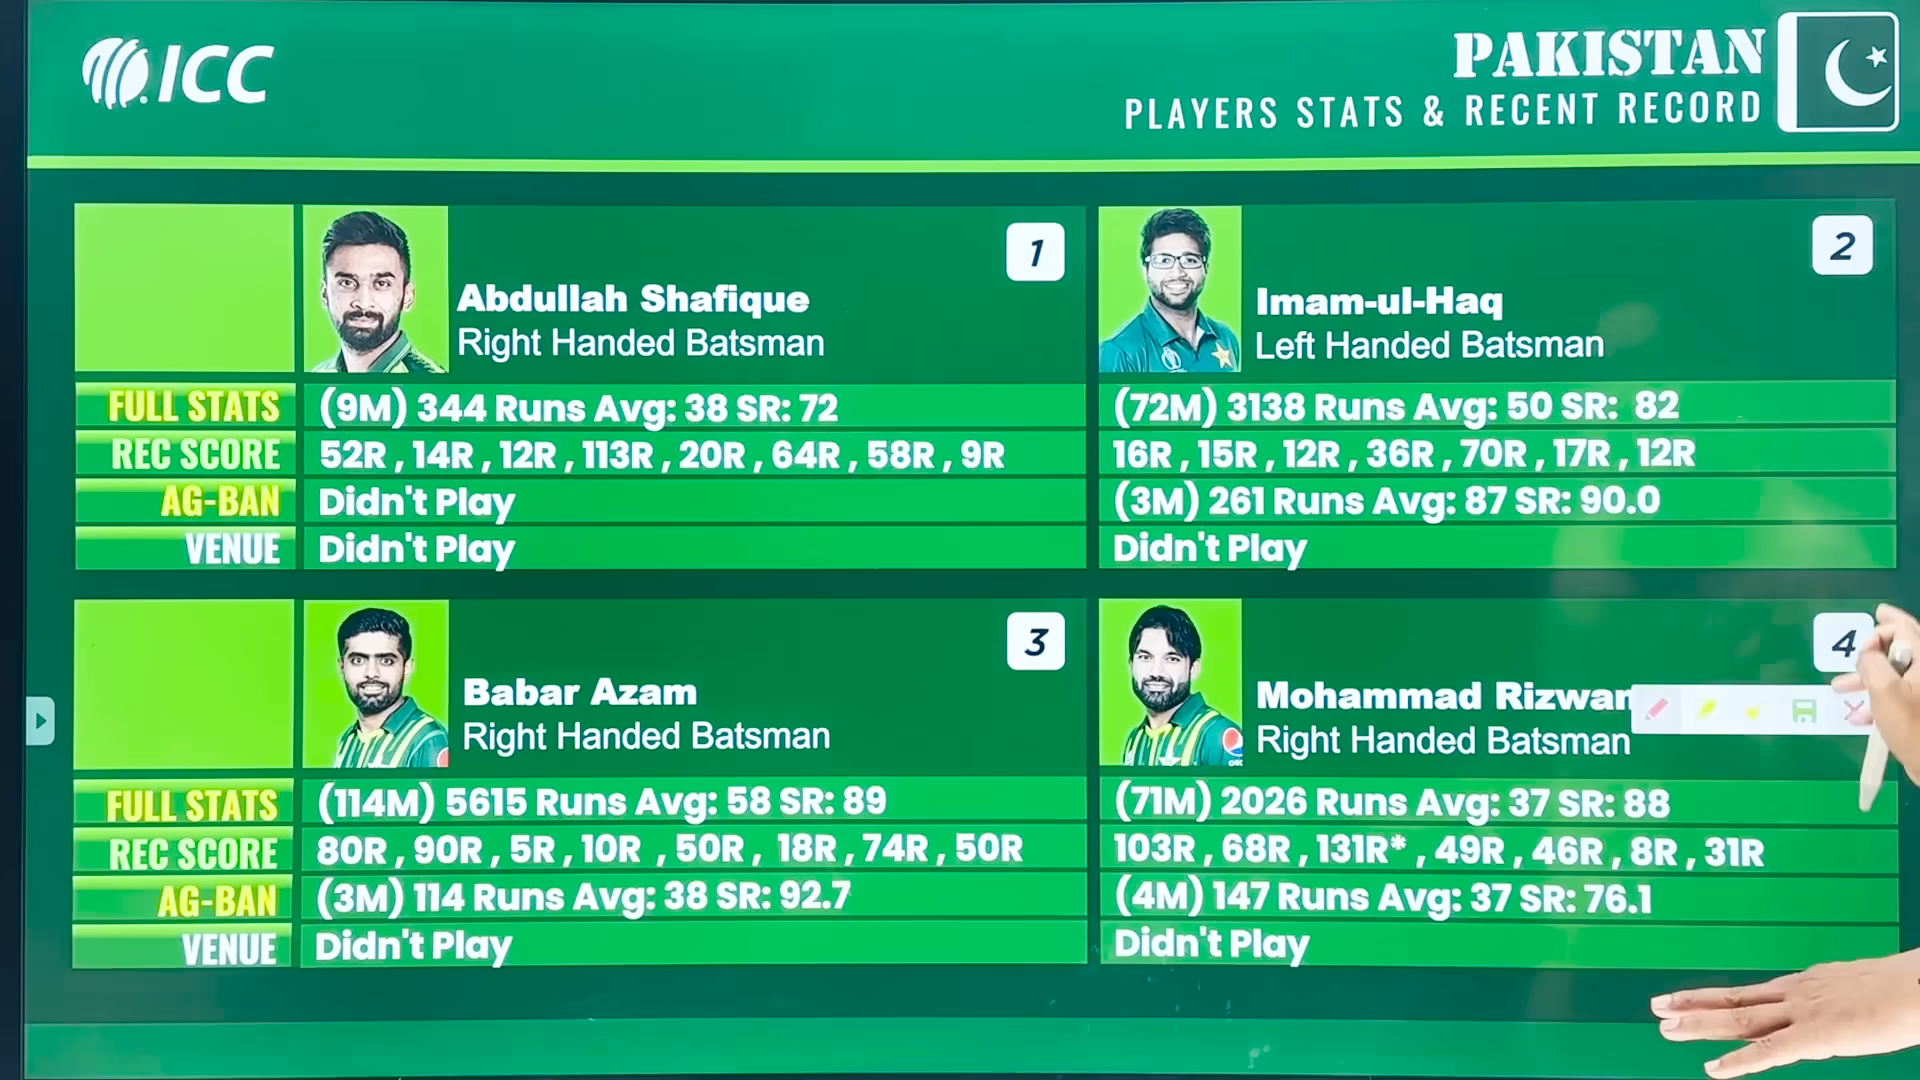 ICC
PAKISTAN
PLAYERS STATS & RECENT RECORD
1
Abdullah Shafique
Right Handed Batsman
FULL STATS (9M) 344 Runs Avg: 38 SR: 72
REC SCORE 52R , 14R , 12R , 113R , 20R , 64R , 58R , 9R
AG-BAN Didn't Play
VENUE Didn't Play
2
Imam-ul-Haq
Left Handed Batsman
(72M) 3138 Runs Avg: 50 SR: 82
16R , 15R , 12R , 36R , 70R , 17R , 12R
(3M) 261 Runs Avg: 87 SR: 90.0
Didn't Play
3
Babar Azam
Right Handed Batsman
FULL STATS (114M) 5615 Runs Avg: 58 SR: 89
REC SCORE 80R , 90R , 5R , 10R , 50R , 18R , 74R , 50R
AG-BAN (3M) 114 Runs Avg: 38 SR: 92.7
VENUE Didn't Play
4
Mohammad Rizwan
Right Handed Batsman
(71M) 2026 Runs Avg: 37 SR: 88
103R , 68R , 131R* , 49R , 46R , 8R , 31R
(4M) 147 Runs Avg: 37 SR: 76.1
Didn't Play